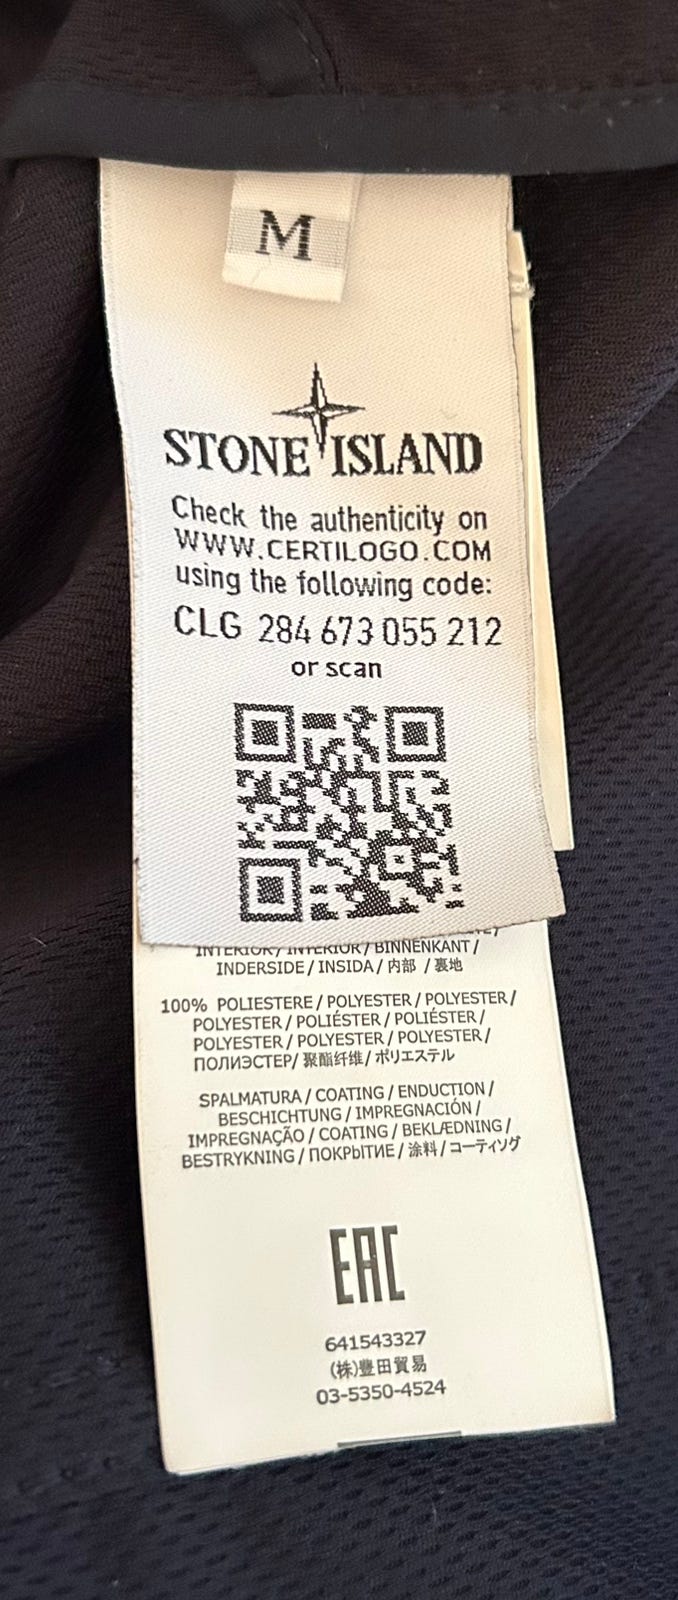 M
STONE ISLAND
Check the authenticity on
WWW.CERTILOGO.COM
using the following code:
CLG 284 673 055 212
or scan
INTERIOR / INTERIOR / BINNENKANT /
INDERSIDE / INSIDA / 内部 / 裏地
100% POLIESTERE / POLYESTER / POLYESTER /
POLYESTER / POLIÉSTER / POLIÉSTER /
POLYESTER / POLYESTER / POLYESTER /
ПОЛИЭСТЕР/ 聚酯纤维 / ポリエステル
SPALMATURA / COATING / ENDUCTION /
BESCHICHTUNG / IMPREGNACIÓN /
IMPREGNAÇÃO / COATING / BEKLÆDNING /
BESTRYKNING / ПОКРЫТИЕ / 涂料 / コーティソグ
EAC
641543327
(株)豊田貿易
03-5350-4524